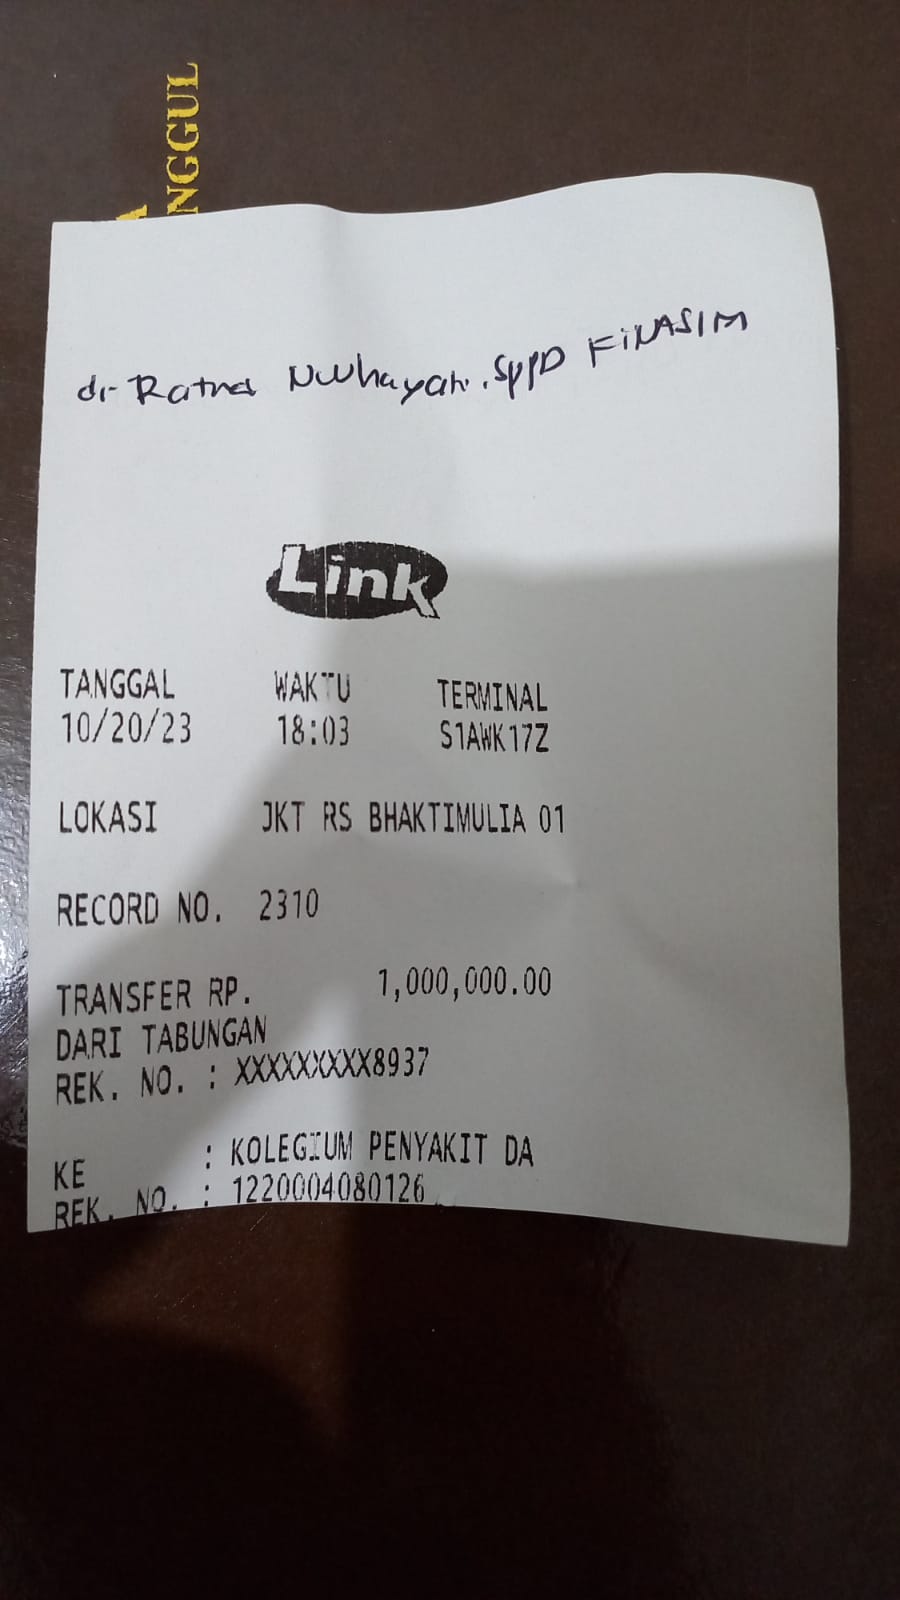 NGGUL
dr Ratna Nurhayati. SppD FiNASIM
Link
TANGGAL WAKTU TERMINAL
10/20/23 18:03 S1AWK17Z
LOKASI JKT RS BHAKTIMULIA 01
RECORD NO. 2310
TRANSFER RP. 1,000,000.00
DARI TABUNGAN
REK. NO. : XXXXXXXXX8937
KE : KOLEGIUM PENYAKIT DA
REK. NO. : 1220004080126